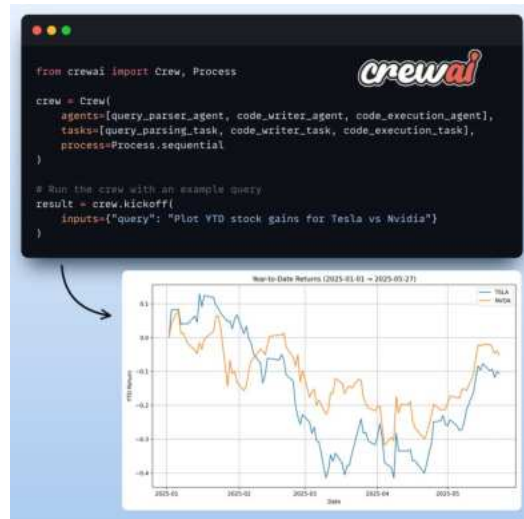 crewai
from crewai import Crew, Process
crew = Crew(
agents=[query_parser_agent, code_writer_agent, code_execution_agent],
tasks=[query_parsing_task, code_writer_task, code_execution_task],
process=Process.sequential
)
# Run the crew with an example query
result = crew.kickoff(
inputs={"query": "Plot YTD stock gains for Tesla vs Nvidia"}
)
Year-to-Date Returns (2025-01-01 → 2025-05-27)
TSLA
NVDA
0.1
0.0
−0.1
−0.2
−0.3
−0.4
YTD Return
2025-01
2025-02
2025-03
2025-04
2025-05
Date